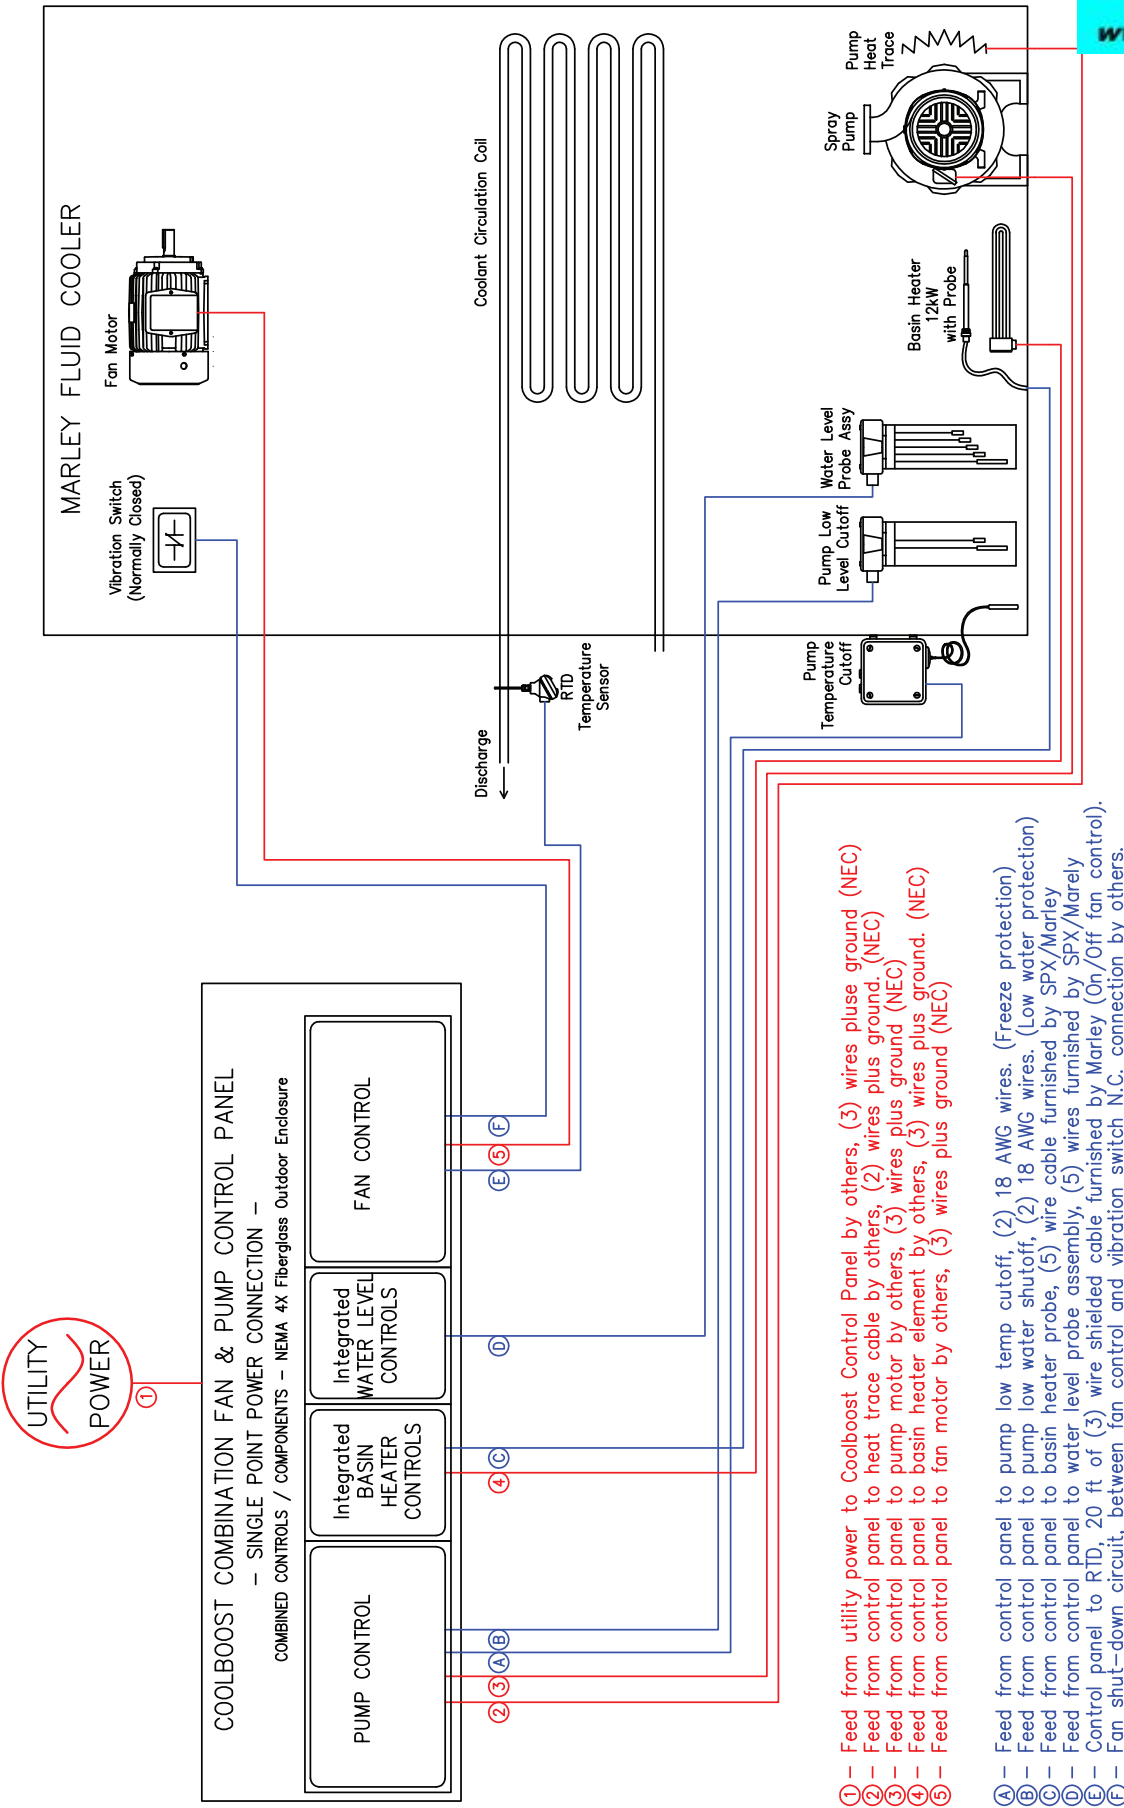 UTILITY
POWER
①
COOLBOOST COMBINATION FAN & PUMP CONTROL PANEL
– SINGLE POINT POWER CONNECTION –
COMBINED CONTROLS / COMPONENTS – NEMA 4X Fiberglass Outdoor Enclosure
PUMP CONTROL
Integrated
BASIN
HEATER
CONTROLS
Integrated
WATER LEVEL
CONTROLS
FAN CONTROL
②
③
Ⓐ
Ⓑ
④
Ⓒ
Ⓓ
Ⓔ
⑤
Ⓕ
MARLEY FLUID COOLER
Vibration Switch
(Normally Closed)
Fan Motor
Discharge
RTD
Temperature
Sensor
Coolant Circulation Coil
Pump
Temperature
Cutoff
Pump Low
Level Cutoff
Water Level
Probe Assy
Basin Heater
12kW
with Probe
Spray
Pump
Pump
Heat
Trace
① – Feed from utility power to Coolboost Control Panel by others, (3) wires pluse ground (NEC)
② – Feed from control panel to heat trace cable by others, (2) wires plus ground. (NEC)
③ – Feed from control panel to pump motor by others, (3) wires plus ground (NEC)
④ – Feed from control panel to basin heater element by others, (3) wires plus ground. (NEC)
⑤ – Feed from control panel to fan motor by others, (3) wires plus ground (NEC)
Ⓐ – Feed from control panel to pump low temp cutoff, (2) 18 AWG wires. (Freeze protection)
Ⓑ – Feed from control panel to pump low water shutoff, (2) 18 AWG wires. (Low water protection)
Ⓒ – Feed from control panel to basin heater probe, (5) wire cable furnished by SPX/Marley
Ⓓ – Feed from control panel to water level probe assembly, (5) wires furnished by SPX/Marely
Ⓔ – Control panel to RTD, 20 ft of (3) wire shielded cable furnished by Marley (On/Off fan control).
Ⓕ – Fan shut–down circuit, between fan control and vibration switch N.C. connection by others.